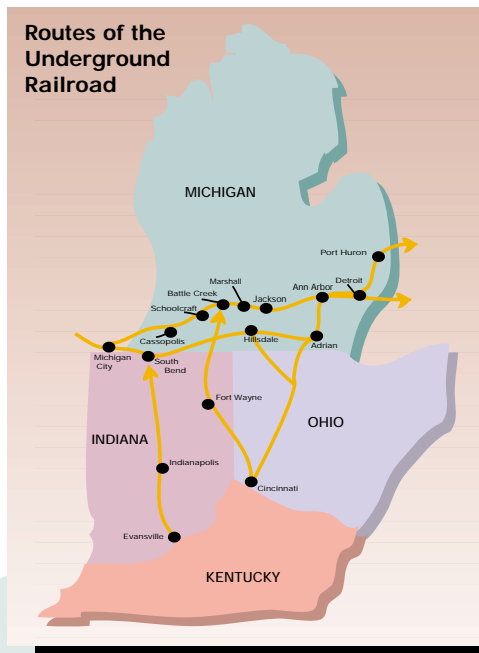 Routes of the
Underground
Railroad
MICHIGAN
Port Huron
Marshall
Battle Creek
Ann Arbor
Detroit
Jackson
Schoolcraft
Cassopolis
Hillsdale
Adrian
Michigan
City
South
Bend
Fort Wayne
OHIO
INDIANA
Indianapolis
Cincinnati
Evansville
KENTUCKY